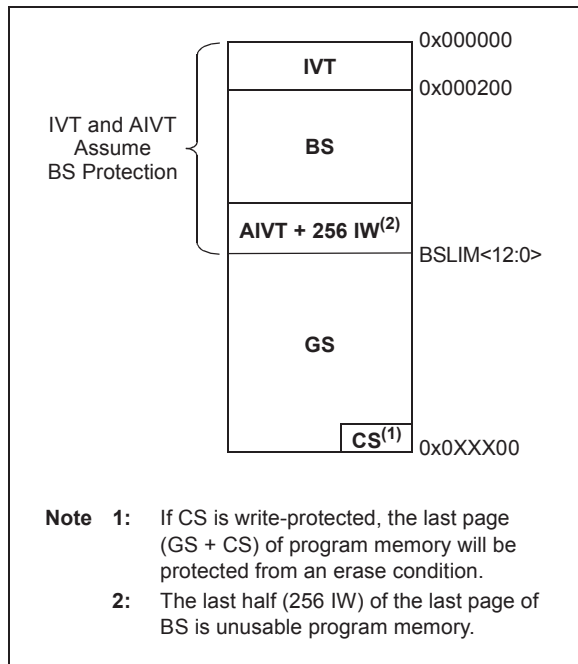 0x000000
IVT
0x000200
IVT and AIVT
Assume
BS Protection
BS
AIVT + 256 IW(2)
BSLIM<12:0>
GS
CS(1)
0x0XXX00
Note 1: If CS is write-protected, the last page
(GS + CS) of program memory will be
protected from an erase condition.
2: The last half (256 IW) of the last page of
BS is unusable program memory.